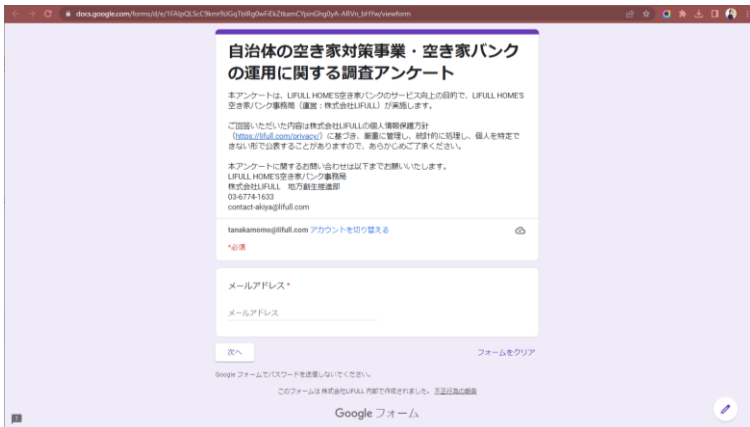 docs.google.com/forms/d/e/1FAIpQLScC9kmr9UGqTblRg0wFiEkZtkamCYpinGhg0yA-ARVn_bHYw/viewform
自治体の空き家対策事業・空き家バンク
の運用に関する調査アンケート
本アンケートは、LIFULL HOME'S空き家バンクのサービス向上の目的で、LIFULL HOME'S
空き家バンク事務局（運営：株式会社LIFULL）が実施します。
ご回答いただいた内容は株式会社LIFULLの個人情報保護方針
（https://lifull.com/privacy/）に基づき、厳重に管理し、統計的に処理し、個人を特定で
きない形で公表することがありますので、あらかじめご了承ください。
本アンケートに関するお問い合わせは以下までお願いいたします。
LIFULL HOME'S空き家バンク事務局
株式会社LIFULL　地方創生推進部
03-6774-1633
contact-akiya@lifull.com
tanakamomo@lifull.com アカウントを切り替える
*必須
メールアドレス *
メールアドレス
次へ
フォームをクリア
Google フォームでパスワードを送信しないでください。
このフォームは 株式会社LIFULL 内部で作成されました。 不正行為の報告
Google フォーム